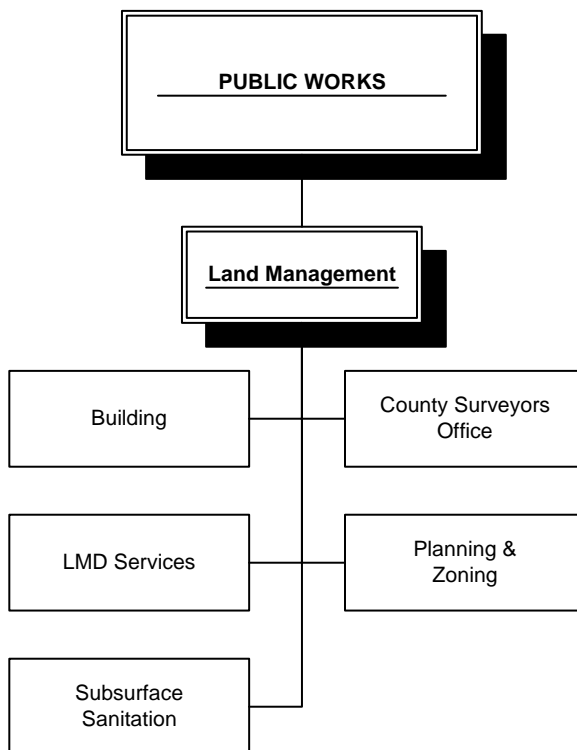 PUBLIC WORKS
Land Management
Building
County Surveyors
Office
LMD Services
Planning &
Zoning
Subsurface
Sanitation